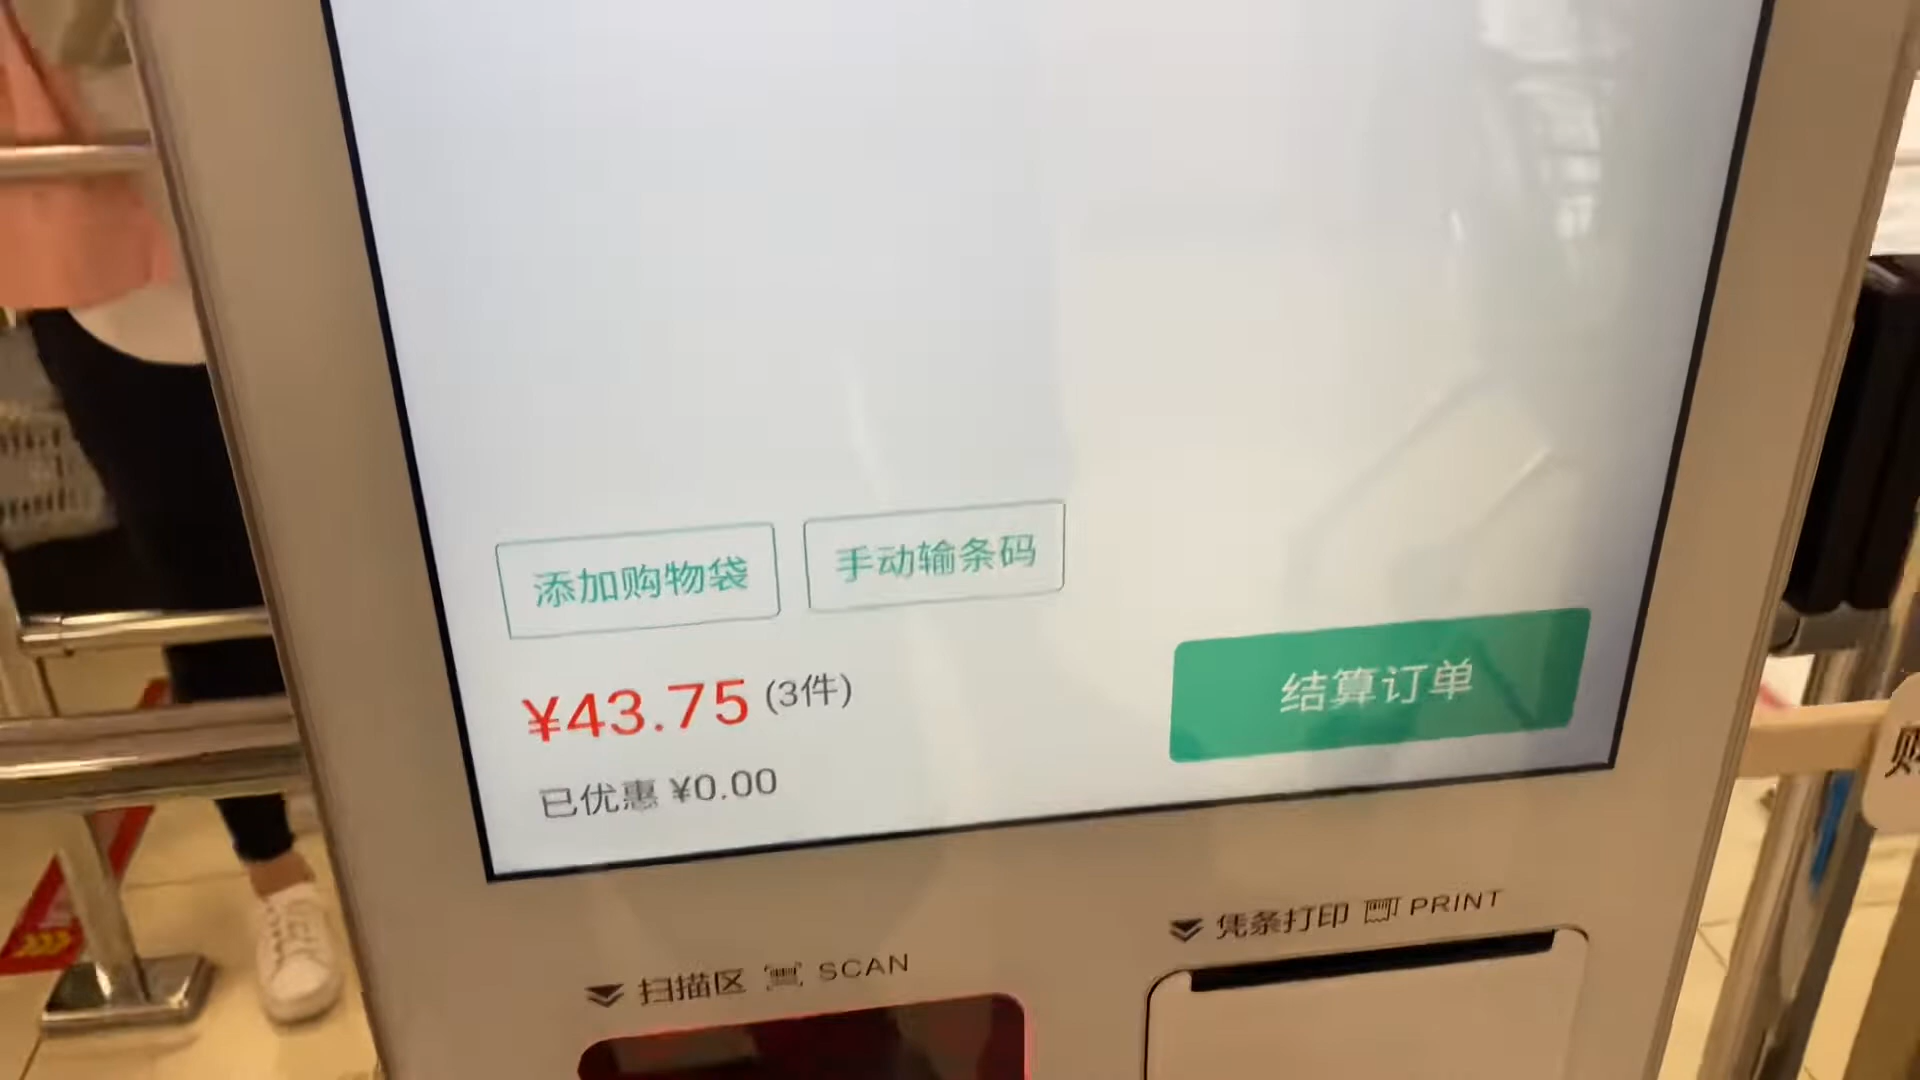 添加购物袋
手动输条码
¥43.75 (3件)
结算订单
已优惠 ¥0.00
凭条打印 PRINT
扫描区 SCAN